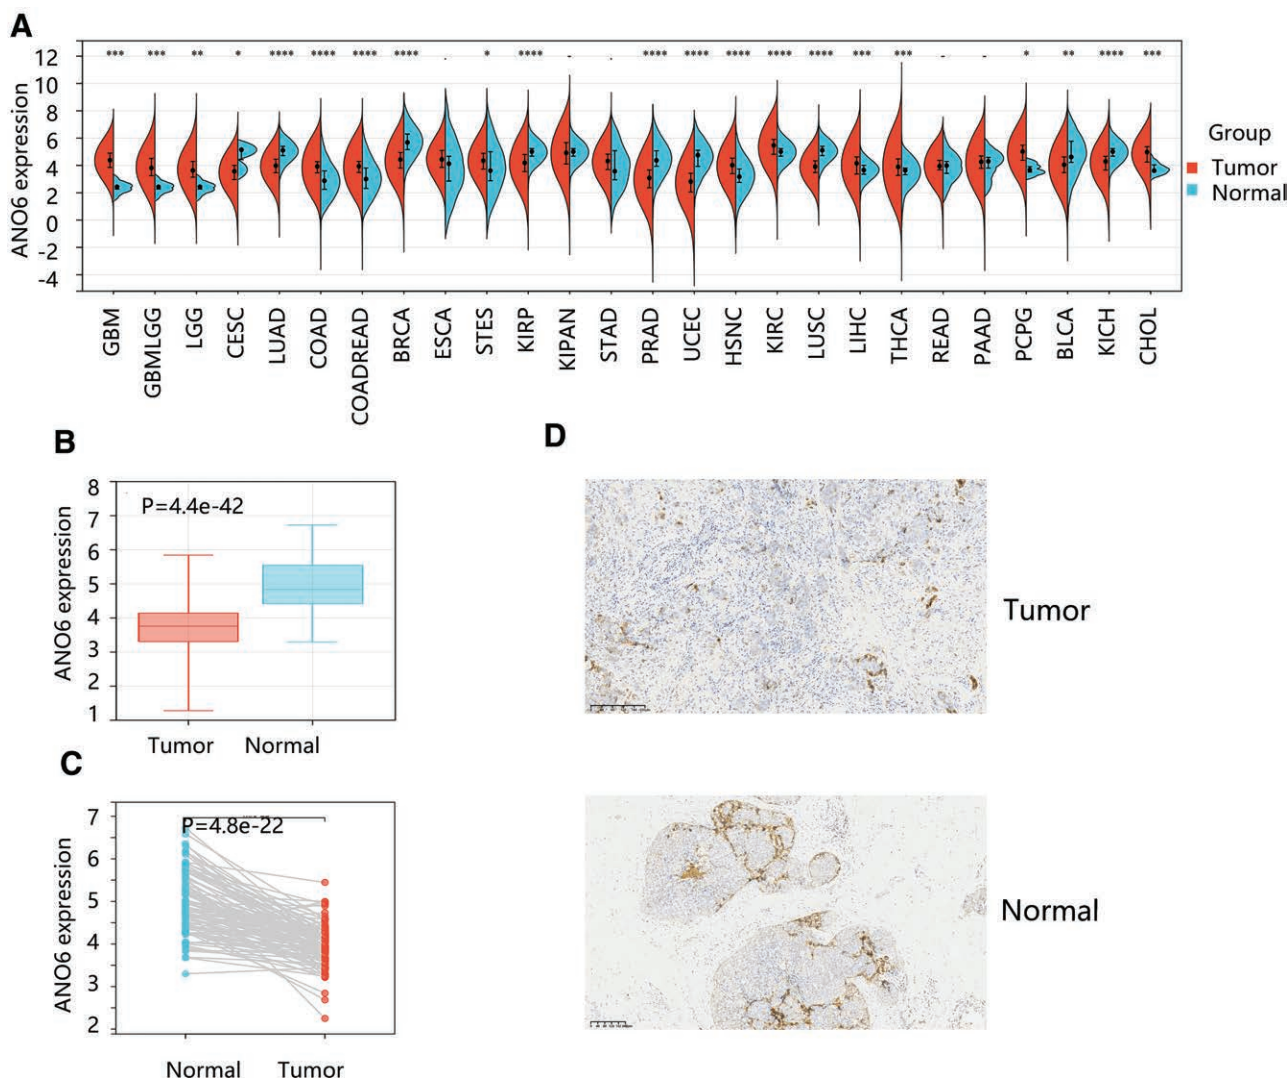 A
*** *** ** * **** **** **** **** - * **** - - **** **** **** **** **** *** *** - - * ** **** ***
12
10
8
6
4
2
0
-2
-4
ANO6 expression
Group
Tumor
Normal
GBM
GBMLGG
LGG
CESC
LUAD
COAD
COADREAD
BRCA
ESCA
STES
KIRP
KIPAN
STAD
PRAD
UCEC
HSNC
KIRC
LUSC
LIHC
THCA
READ
PAAD
PCPG
BLCA
KICH
CHOL
B
8
7
6
5
4
3
2
1
ANO6 expression
P=4.4e-42
Tumor Normal
C
7
6
5
4
3
2
ANO6 expression
P=4.8e-22
Normal Tumor
D
Tumor
Normal